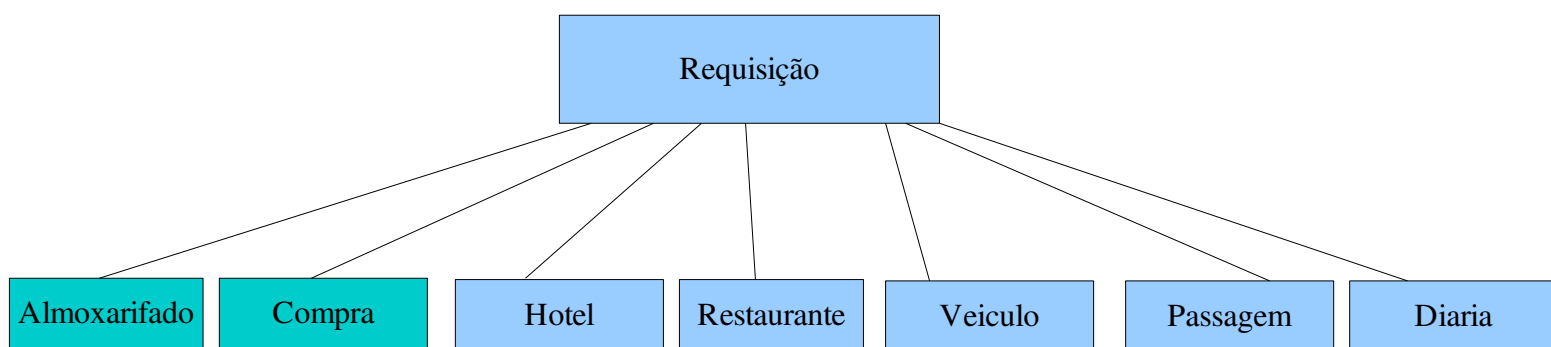 Requisição
Almoxarifado
Compra
Hotel
Restaurante
Veiculo
Passagem
Diaria